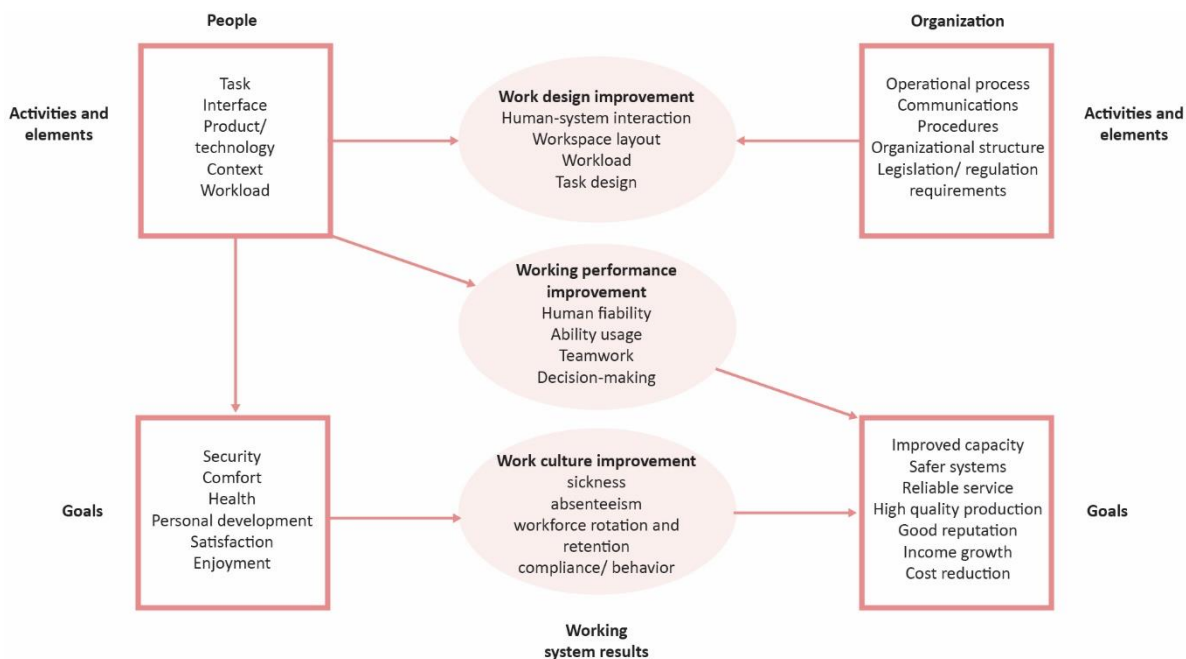 People
Organization
Activities and
elements
Task
Interface
Product/
technology
Context
Workload
Work design improvement
Human-system interaction
Workspace layout
Workload
Task design
Operational process
Communications
Procedures
Organizational structure
Legislation/ regulation
requirements
Activities and
elements
Working performance
improvement
Human fiability
Ability usage
Teamwork
Decision-making
Goals
Security
Comfort
Health
Personal development
Satisfaction
Enjoyment
Work culture improvement
sickness
absenteeism
workforce rotation and
retention
compliance/ behavior
Improved capacity
Safer systems
Reliable service
High quality production
Good reputation
Income growth
Cost reduction
Goals
Working
system results